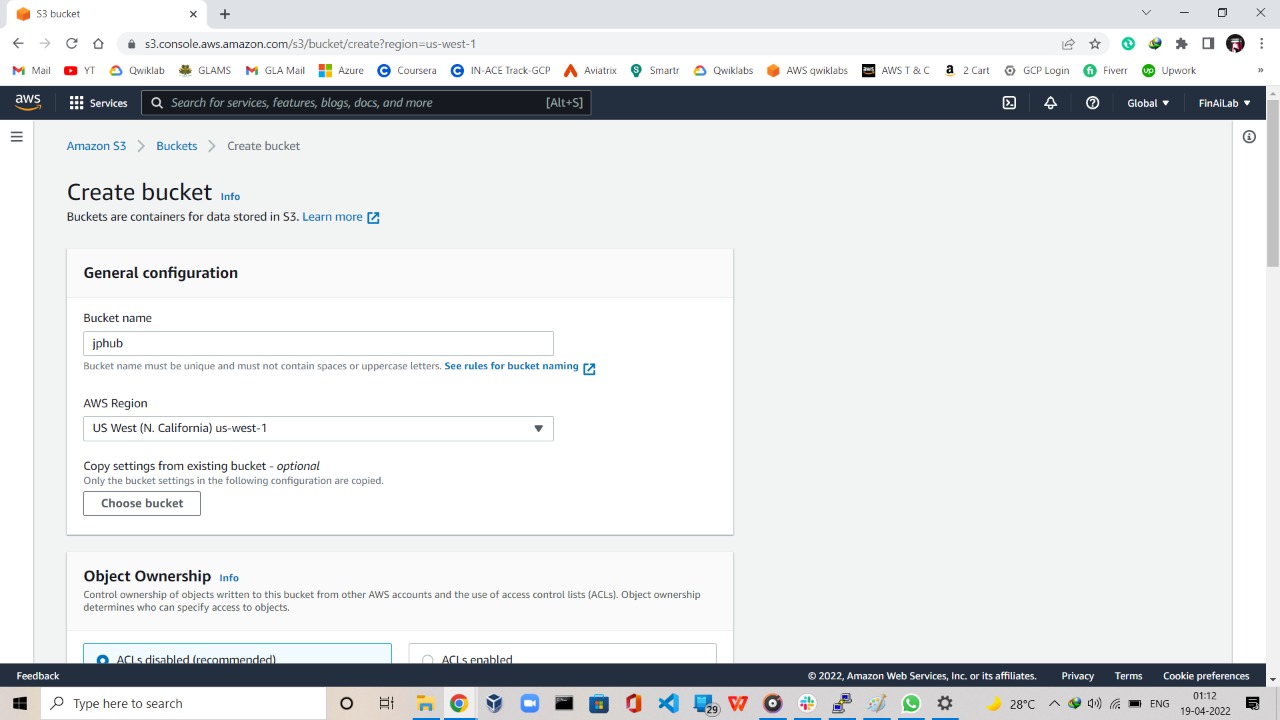 S3 bucket
s3.console.aws.amazon.com/s3/bucket/create?region=us-west-1
Mail YT Qwiklab GLAMS GLA Mail Azure Coursera IN-ACE Track-GCP Aviatrix Smartr Qwiklabs AWS qwiklabs AWS T & C 2 Cart GCP Login Fiverr Upwork »
aws Services Search for services, features, blogs, docs, and more [Alt+S] Global FinAiLab
Amazon S3 Buckets Create bucket
Create bucket Info
Buckets are containers for data stored in S3. Learn more
General configuration
Bucket name
jphub
Bucket name must be unique and must not contain spaces or uppercase letters. See rules for bucket naming
AWS Region
US West (N. California) us-west-1
Copy settings from existing bucket - optional
Only the bucket settings in the following configuration are copied.
Choose bucket
Object Ownership Info
Control ownership of objects written to this bucket from other AWS accounts and the use of access control lists (ACLs). Object ownership
determines who can specify access to objects.
ACLs disabled (recommended) ACLs enabled
Feedback © 2022, Amazon Web Services, Inc. or its affiliates. Privacy Terms Cookie preferences
Type here to search 29 28°C ENG 01:12
19-04-2022